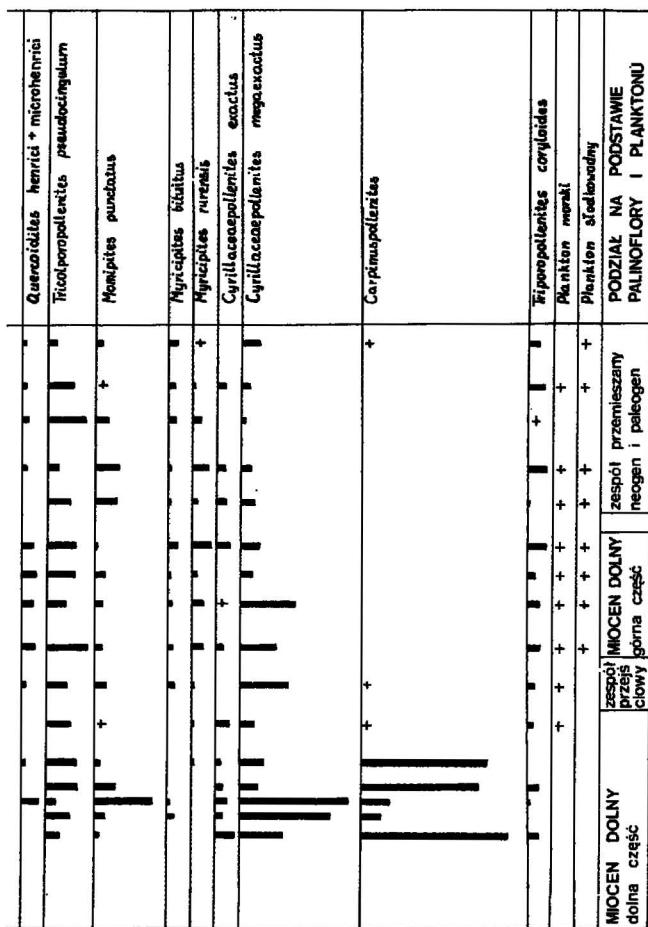 Quercoidites henrici + microhenrici
Tricolporopollenites pseudocingulum
Momipites punctatus
Myricipites bituitus
Myricipites rurensis
Cyrillaceaepollenites exactus
Cyrillaceaepollenites megaexactus
Carpinuspollenites
Triporopollenites coryloides
Plankton morski
Plankton słodkowodny
PODZIAŁ NA PODSTAWIE
PALINOFLORY I PLANKTONÚ
zespół przemieszany
neogen i paleogen
MIOCEN DOLNY
górna część
zespół
przejś
ciowy
MIOCEN DOLNY
dolna część